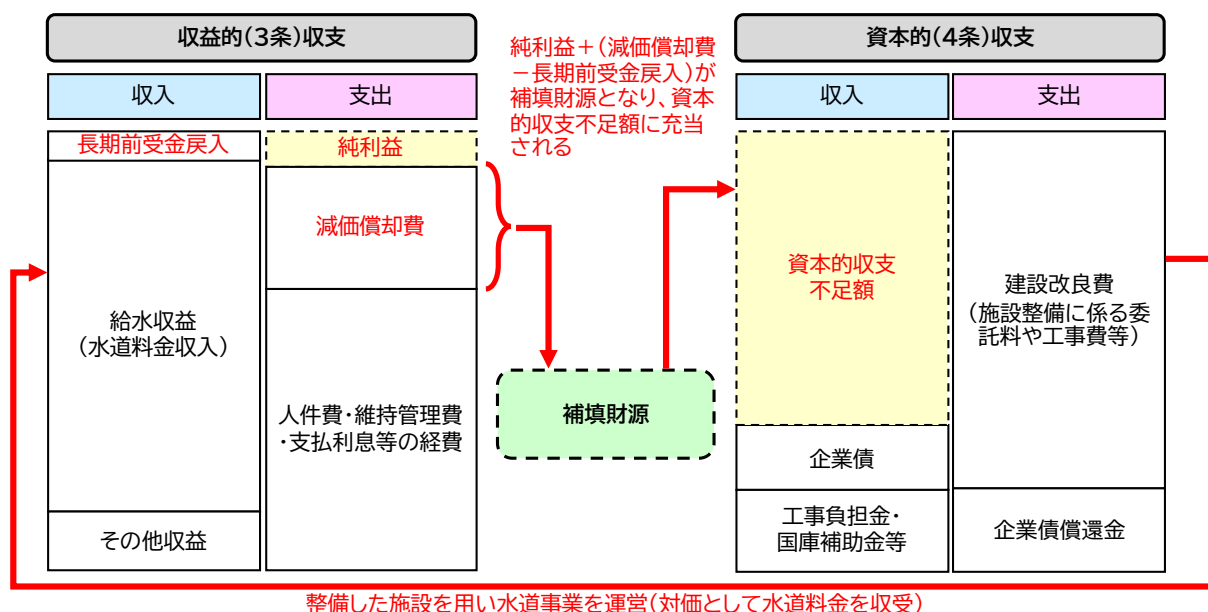 収益的(3条)収支
収入
支出
長期前受金戻入
給水収益
(水道料金収入)
その他収益
純利益
減価償却費
人件費・維持管理費
・支払利息等の経費
純利益+(減価償却費
-長期前受金戻入)が
補填財源となり、資本
的収支不足額に充当
される
補填財源
資本的(4条)収支
収入
支出
資本的収支
不足額
企業債
工事負担金・
国庫補助金等
建設改良費
(施設整備に係る委
託料や工事費等)
企業債償還金
整備した施設を用い水道事業を運営(対価として水道料金を収受)